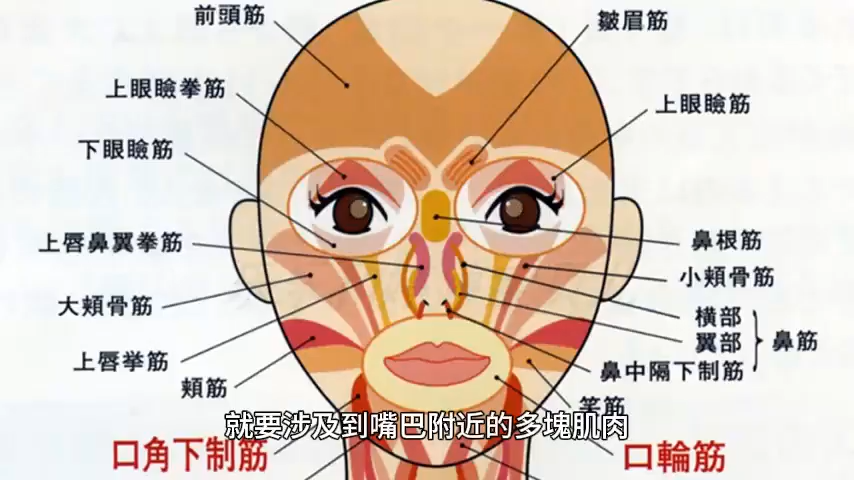 前頭筋
皺眉筋
上眼瞼拳筋
上眼瞼筋
下眼瞼筋
上唇鼻翼拳筋
鼻根筋
小頬骨筋
大頬骨筋
横部
翼部
鼻筋
上唇挙筋
鼻中隔下制筋
頬筋
笑筋
就要涉及到嘴巴附近的多塊肌肉
口角下制筋
口輪筋